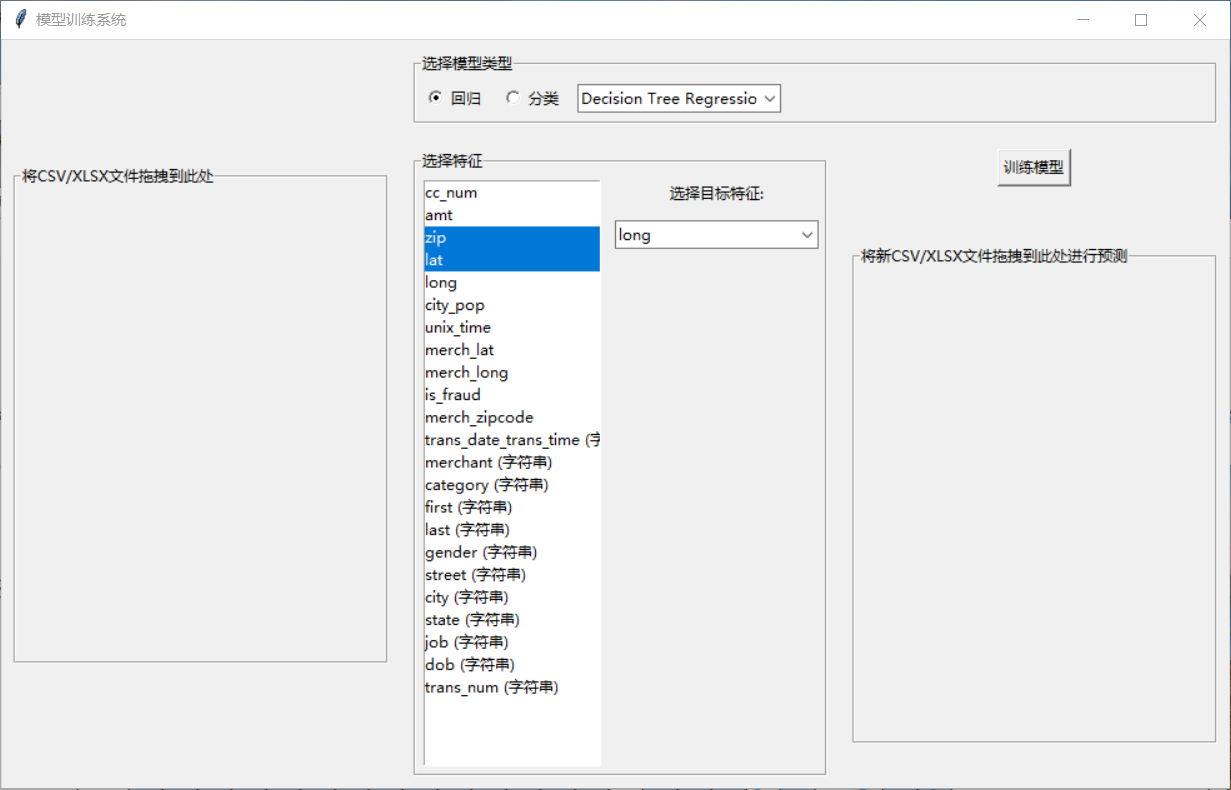 模型训练系统
选择模型类型
回归
分类
Decision Tree Regressio
将CSV/XLSX文件拖拽到此处
选择特征
cc_num
amt
zip
lat
long
city_pop
unix_time
merch_lat
merch_long
is_fraud
merch_zipcode
trans_date_trans_time (字
merchant (字符串)
category (字符串)
first (字符串)
last (字符串)
gender (字符串)
street (字符串)
city (字符串)
state (字符串)
job (字符串)
dob (字符串)
trans_num (字符串)
选择目标特征:
long
训练模型
将新CSV/XLSX文件拖拽到此处进行预测